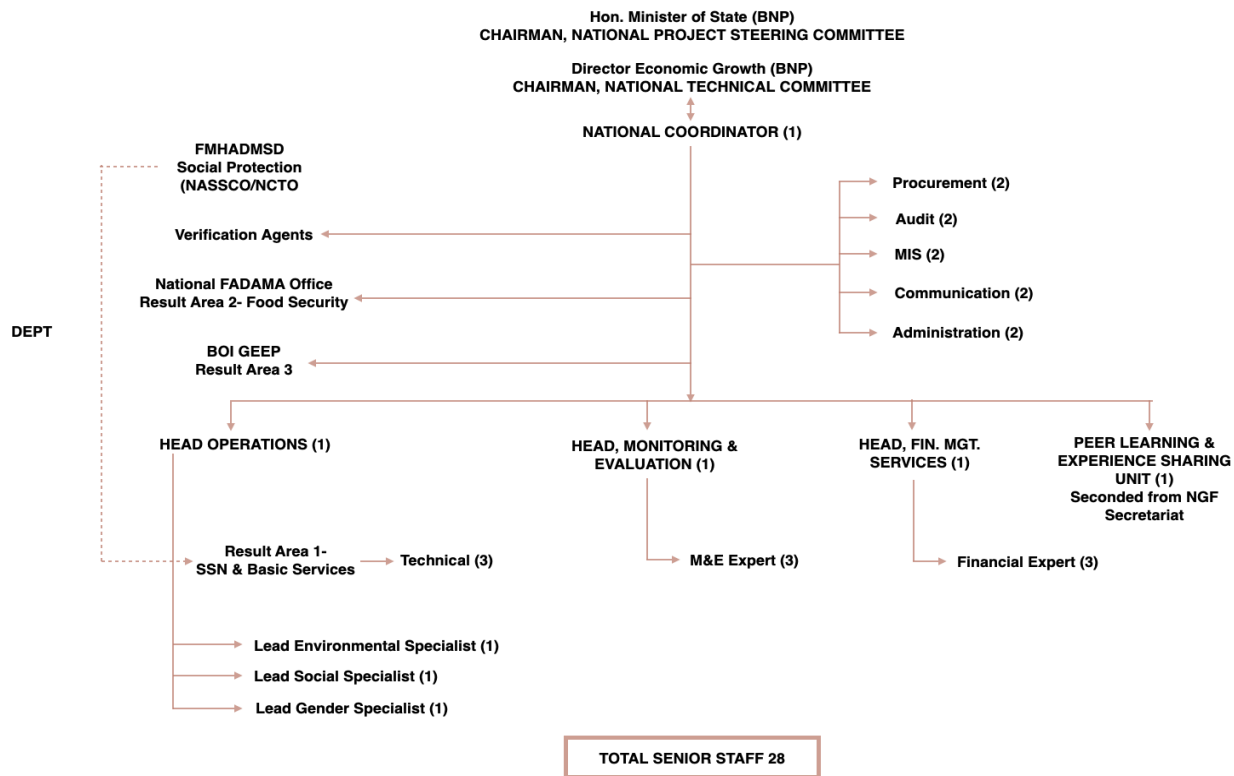 Hon. Minister of State (BNP)
CHAIRMAN, NATIONAL PROJECT STEERING COMMITTEE
Director Economic Growth (BNP)
CHAIRMAN, NATIONAL TECHNICAL COMMITTEE
NATIONAL COORDINATOR (1)
FMHADMSD
Social Protection
(NASSCO/NCTO
Procurement (2)
Audit (2)
MIS (2)
Communication (2)
Administration (2)
Verification Agents
National FADAMA Office
Result Area 2- Food Security
DEPT
BOI GEEP
Result Area 3
HEAD OPERATIONS (1)
HEAD, MONITORING &
EVALUATION (1)
HEAD, FIN. MGT.
SERVICES (1)
PEER LEARNING &
EXPERIENCE SHARING
UNIT (1)
Seconded from NGF
Secretariat
Result Area 1-
SSN & Basic Services
Technical (3)
M&E Expert (3)
Financial Expert (3)
Lead Environmental Specialist (1)
Lead Social Specialist (1)
Lead Gender Specialist (1)
TOTAL SENIOR STAFF 28